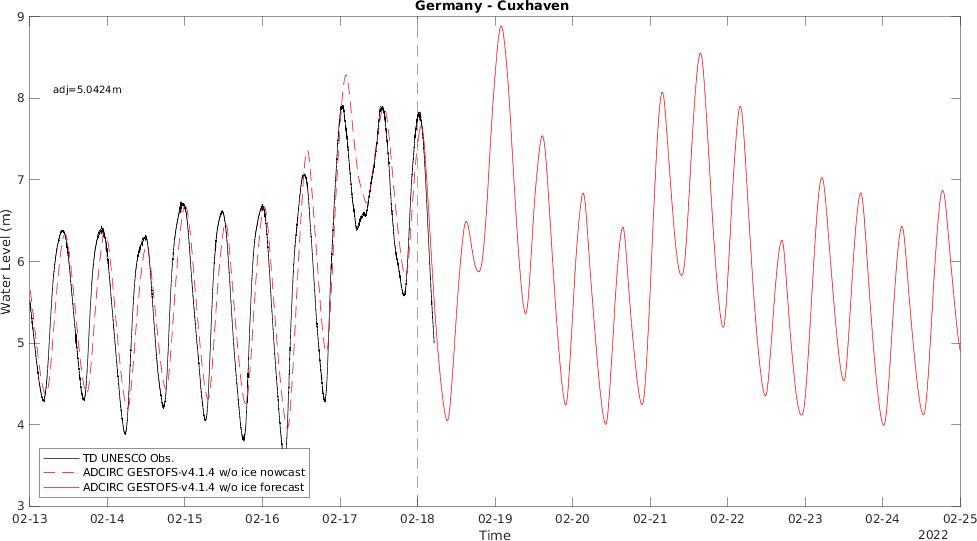 Germany - Cuxhaven
adj=5.0424m
Water Level (m)
9
8
7
6
5
4
3
TD UNESCO Obs.
ADCIRC GESTOFS-v4.1.4 w/o ice nowcast
ADCIRC GESTOFS-v4.1.4 w/o ice forecast
02-13 02-14 02-15 02-16 02-17 02-18 02-19 02-20 02-21 02-22 02-23 02-24 02-25
Time
2022